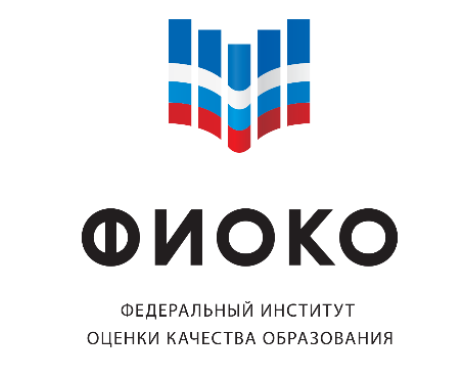 ФИОКО
ФЕДЕРАЛЬНЫЙ ИНСТИТУТ
ОЦЕНКИ КАЧЕСТВА ОБРАЗОВАНИЯ